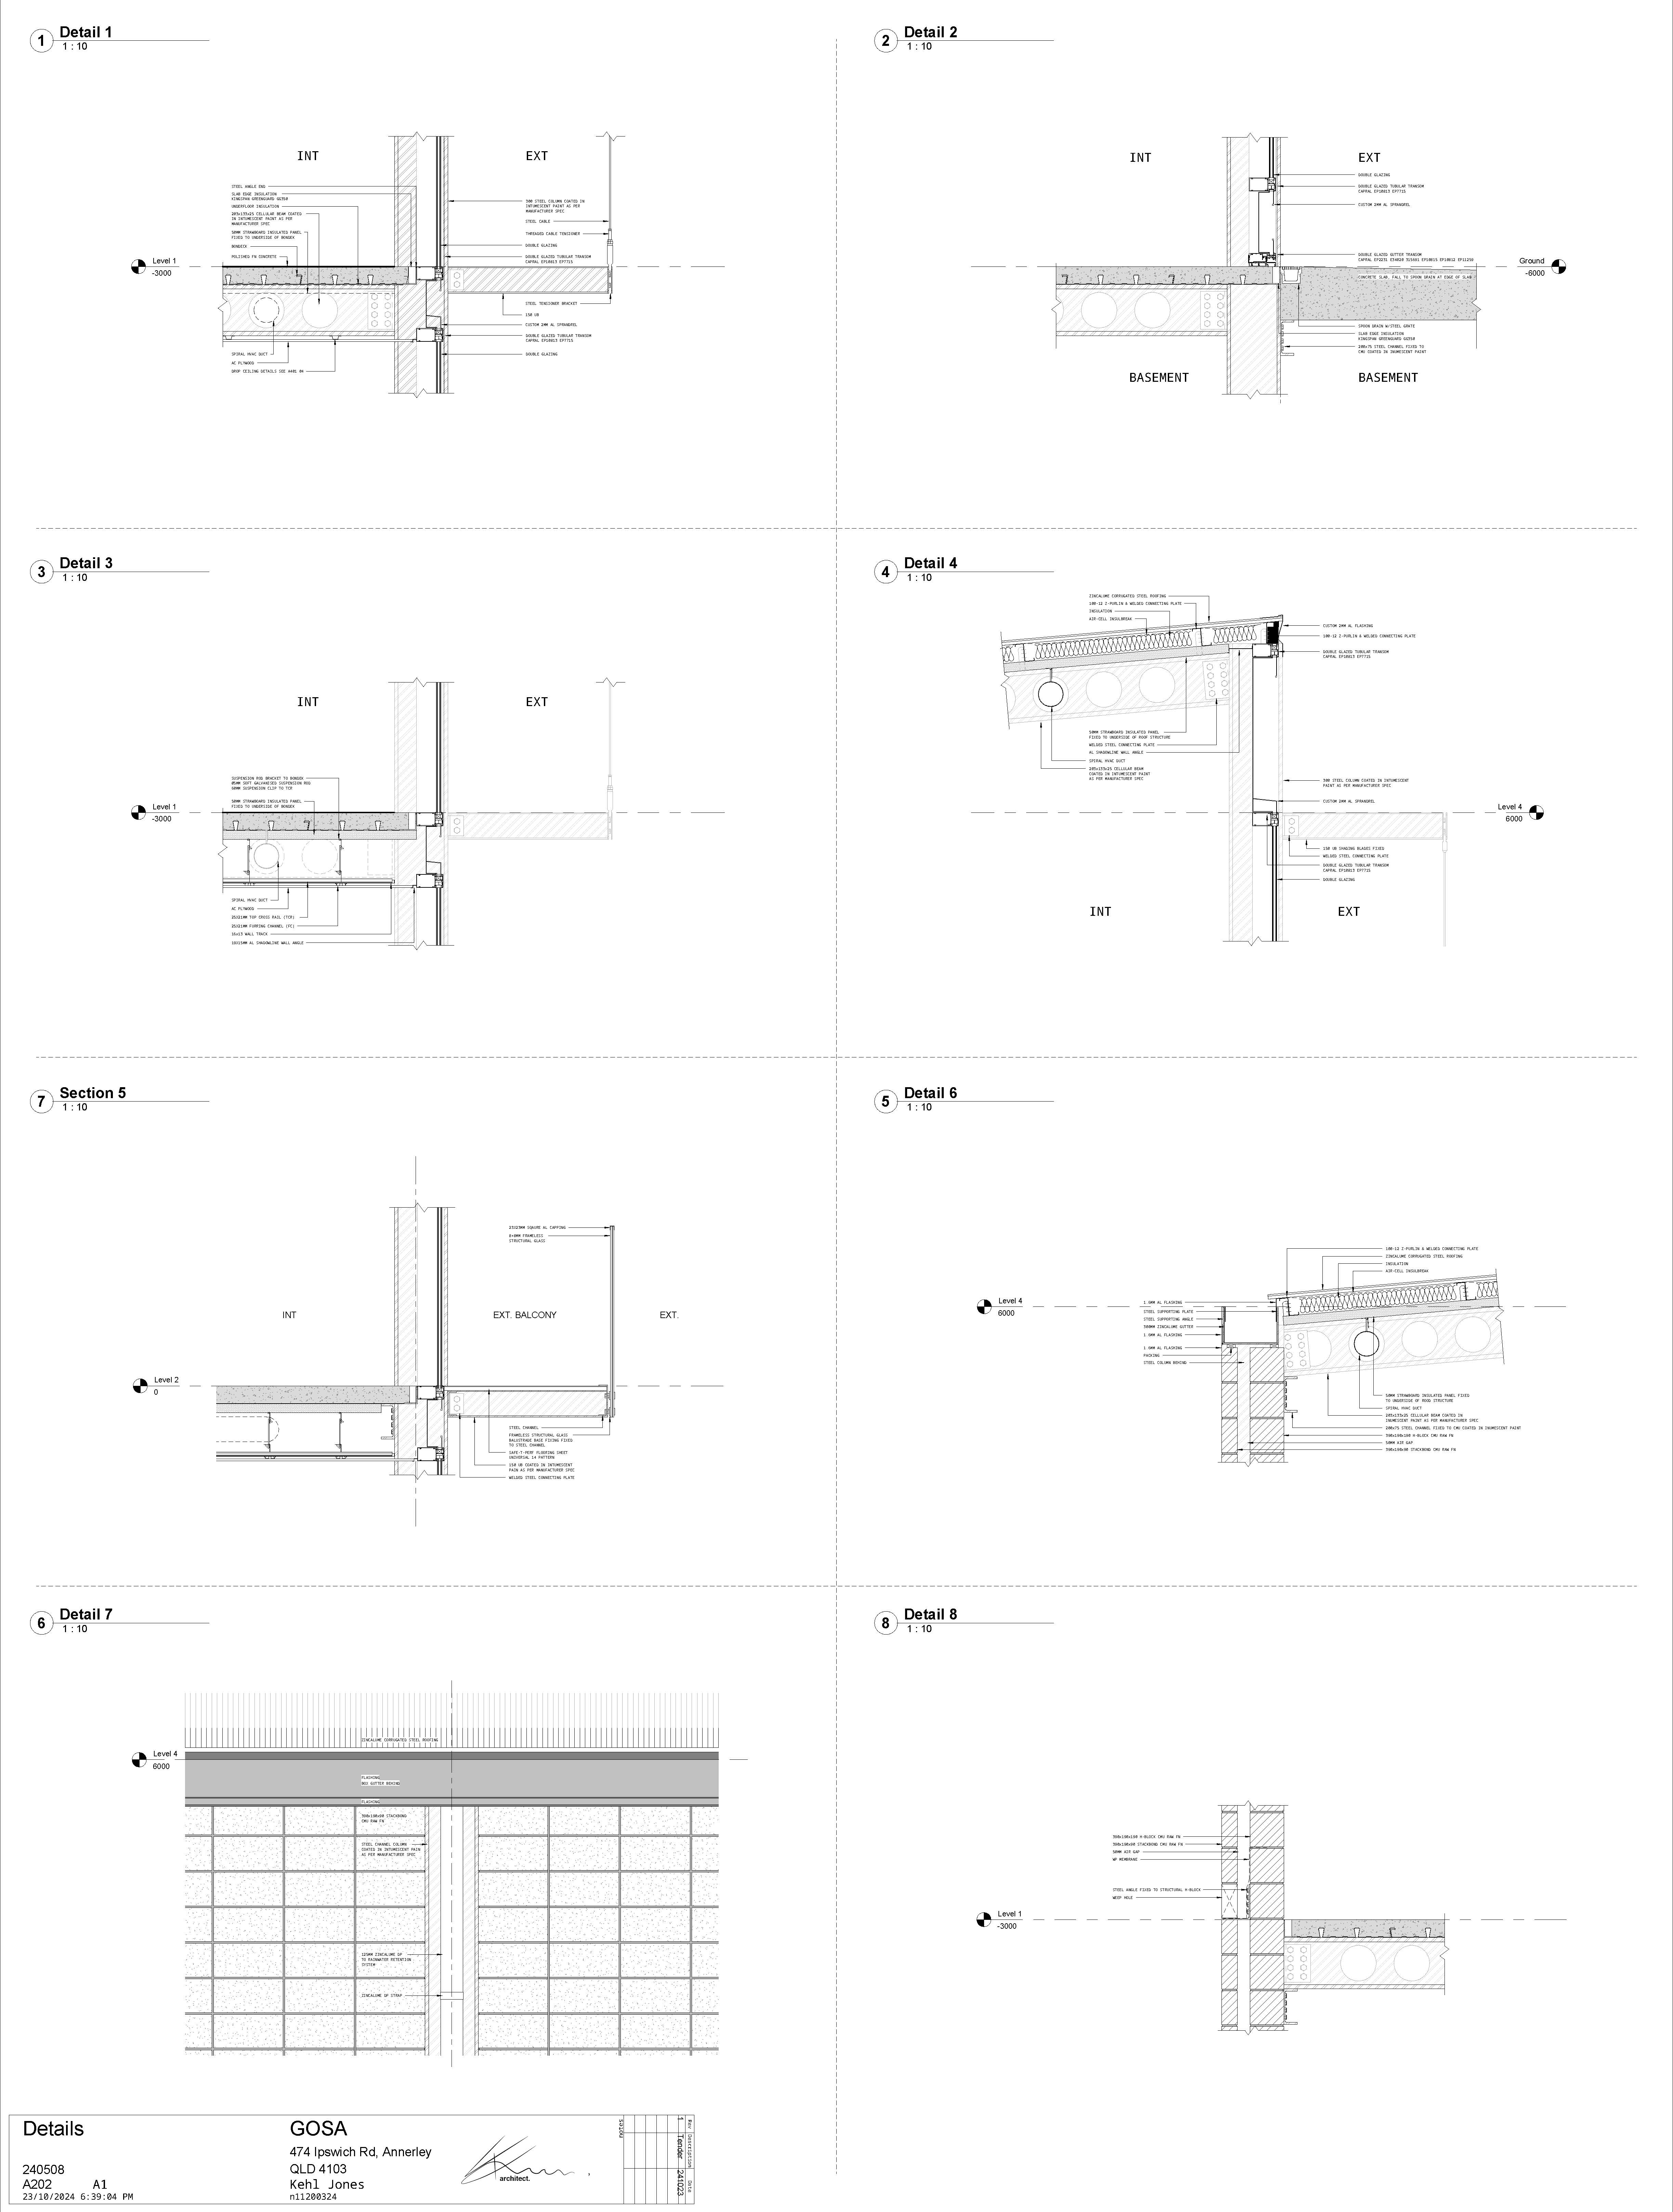 1 Detail 1
1 : 10
INT
EXT
STEEL ANGLE END
SLAB EDGE INSULATION
KINGSPAN GREENGUARD GG350
UNDERFLOOR INSULATION
203x133x25 CELLULAR BEAM COATED
IN INTUMESCENT PAINT AS PER
MANUFACTURER SPEC
50MM STRAWBOARD INSULATED PANEL
FIXED TO UNDERSIDE OF BONDEK
BONDECK
POLISHED FN CONCRETE
Level 1
-3000
SPIRAL HVAC DUCT
AC PLYWOOD
DROP CEILING DETAILS SEE
300 STEEL COLUMN COATED IN
INTUMESCENT PAINT AS PER
MANUFACTURER SPEC
STEEL CABLE
THREADED CABLE TENSIONER
DOUBLE GLAZING
DOUBLE GLAZED TUBULAR TRANSOM
CAPRAL EP10813 EP7715
STEEL TENSIONER BRACKET
150 UB
CUSTOM 2MM AL SPRANDREL
DOUBLE GLAZED TUBULAR TRANSOM
CAPRAL EP10813 EP7715
DOUBLE GLAZING
2 Detail 2
1 : 10
INT
EXT
DOUBLE GLAZING
DOUBLE GLAZED TUBULAR TRANSOM
CAPRAL EP10813 EP7715
CUSTOM 2MM AL SPRANDREL
DOUBLE GLAZED GUTTER TRANSOM
CAPRAL
Ground
-6000
CONCRETE SLAB, FALL TO SPOON DRAIN AT EDGE OF SLAB
SPOON DRAIN W/STEEL GRATE
SLAB EDGE INSULATION
KINGSPAN GREENGUARD GG350
200x75 STEEL CHANNEL FIXED TO
CMU COATED IN INUMESCENT PAINT
BASEMENT
BASEMENT
3 Detail 3
1 : 10
INT
EXT
SUSPENSION ROD BRACKET TO BONDEK
05MM SOFT GALVANISED SUSPENSION ROD
60MM SUSPENSION CLIP TO TCR
50MM STRAWBOARD INSULATED PANEL
FIXED TO UNDERSIDE OF BONDEK
Level 1
-3000
SPIRAL HVAC DUCT
AC PLYWOOD
25X21MM TOP CROSS RAIL (TCR)
25X21MM FURRING CHANNEL (FC)
16x13 WALL TRACK
10X15MM AL SHADOWLINE WALL ANGLE
4 Detail 4
1 : 10
ZINCALUME CORRUGATED STEEL ROOFING
100-12 Z-PURLIN & WELDED CONNECTING PLATE
INSULATION
AIR-CELL INSULBREAK
CUSTOM 2MM AL FLASHING
100-12 Z-PURLIN & WELDED CONNECTING PLATE
DOUBLE GLAZED TUBULAR TRANSOM
CAPRAL EP10813 EP7715
50MM STRAWBOARD INSULATED PANEL
FIXED TO UNDERSIDE OF ROOF STRUCTURE
WELDED STEEL CONNECTING PLATE
AL SHADOWLINE WALL ANGLE
SPIRAL HVAC DUCT
203x133x25 CELLULAR BEAM
COATED IN INTUMESCENT PAINT
AS PER MANUFACTURER SPEC
300 STEEL COLUMN COATED IN INTUMESCENT
PAINT AS PER MANUFACTURER SPEC
CUSTOM 2MM AL SPRANDREL
Level 4
6000
150 UB SHADING BLADES FIXED
WELDED STEEL CONNECTING PLATE
DOUBLE GLAZED TUBULAR TRANSOM
CAPRAL EP10813 EP7715
DOUBLE GLAZING
INT
EXT
7 Section 5
1 : 10
23X23MM SQAURE AL CAPPING
8+8MM FRAMELESS
STRUCTURAL GLASS
INT
EXT. BALCONY
EXT.
Level 2
0
STEEL CHANNEL
FRAMELESS STRUCTURAL GLASS
BALUSTRADE BASE FIXING FIXED
TO STEEL CHANNEL
SAFE-T-PERF FLOORING SHEET
UNIVERSAL 14 PATTERN
150 UB COATED IN INTUMESCENT
PAIN AS PER MANUFACTURER SPEC
WELDED STEEL CONNECTING PLATE
5 Detail 6
1 : 10
100-12 Z-PURLIN & WELDED CONNECTING PLATE
ZINCALUME CORRUGATED STEEL ROOFING
INSULATION
AIR-CELL INSULBREAK
Level 4
6000
1.0MM AL FLASHING
STEEL SUPPORTING PLATE
STEEL SUPPORTING ANGLE
300MM ZINCALUME GUTTER
1.0MM AL FLASHING
1.0MM AL FLASHING
PACKING
STEEL COLUMN BEHIND
50MM STRAWBOARD INSULATED PANEL FIXED
TO UNDERSIDE OF ROOD STRUCTURE
SPIRAL HVAC DUCT
203x133x25 CELLULAR BEAM COATED IN
INUMESCENT PAINT AS PER MANUFACTURER SPEC
200x75 STEEL CHANNEL FIXED TO CMU COATED IN INUMESCENT PAINT
390x190x190 H-BLOCK CMU RAW FN
50MM AIR GAP
390x190x90 STACKBOND CMU RAW FN
6 Detail 7
1 : 10
ZINCALUME CORRUGATED STEEL ROOFING
Level 4
6000
FLASHING
BOX GUTTER BEHIND
FLASHING
390x190x90 STACKBOND
CMU RAW FN
STEEL CHANNEL COLUMN
COATED IN INTUMESCENT PAIN
AS PER MANUFACTURER SPEC
125MM ZINCALUME DP
TO RAINWATER RETENTION
SYSTEM
ZINCALUME DP STRAP
8 Detail 8
1 : 10
390x190x190 H-BLOCK CMU RAW FN
390x190x90 STACKBOND CMU RAW FN
50MM AIR GAP
WP MEMBRANE
STEEL ANGLE FIXED TO STRUCTURAL H-BLOCK
WEEP HOLE
Level 1
-3000
Details
240508
A202 A1
23/10/2024 6:39:04 PM
GOSA
474 Ipswich Rd, Annerley
QLD 4103
Kehl Jones
n11200324
architect.
notes
Rev Description Date
1 Tender 241023